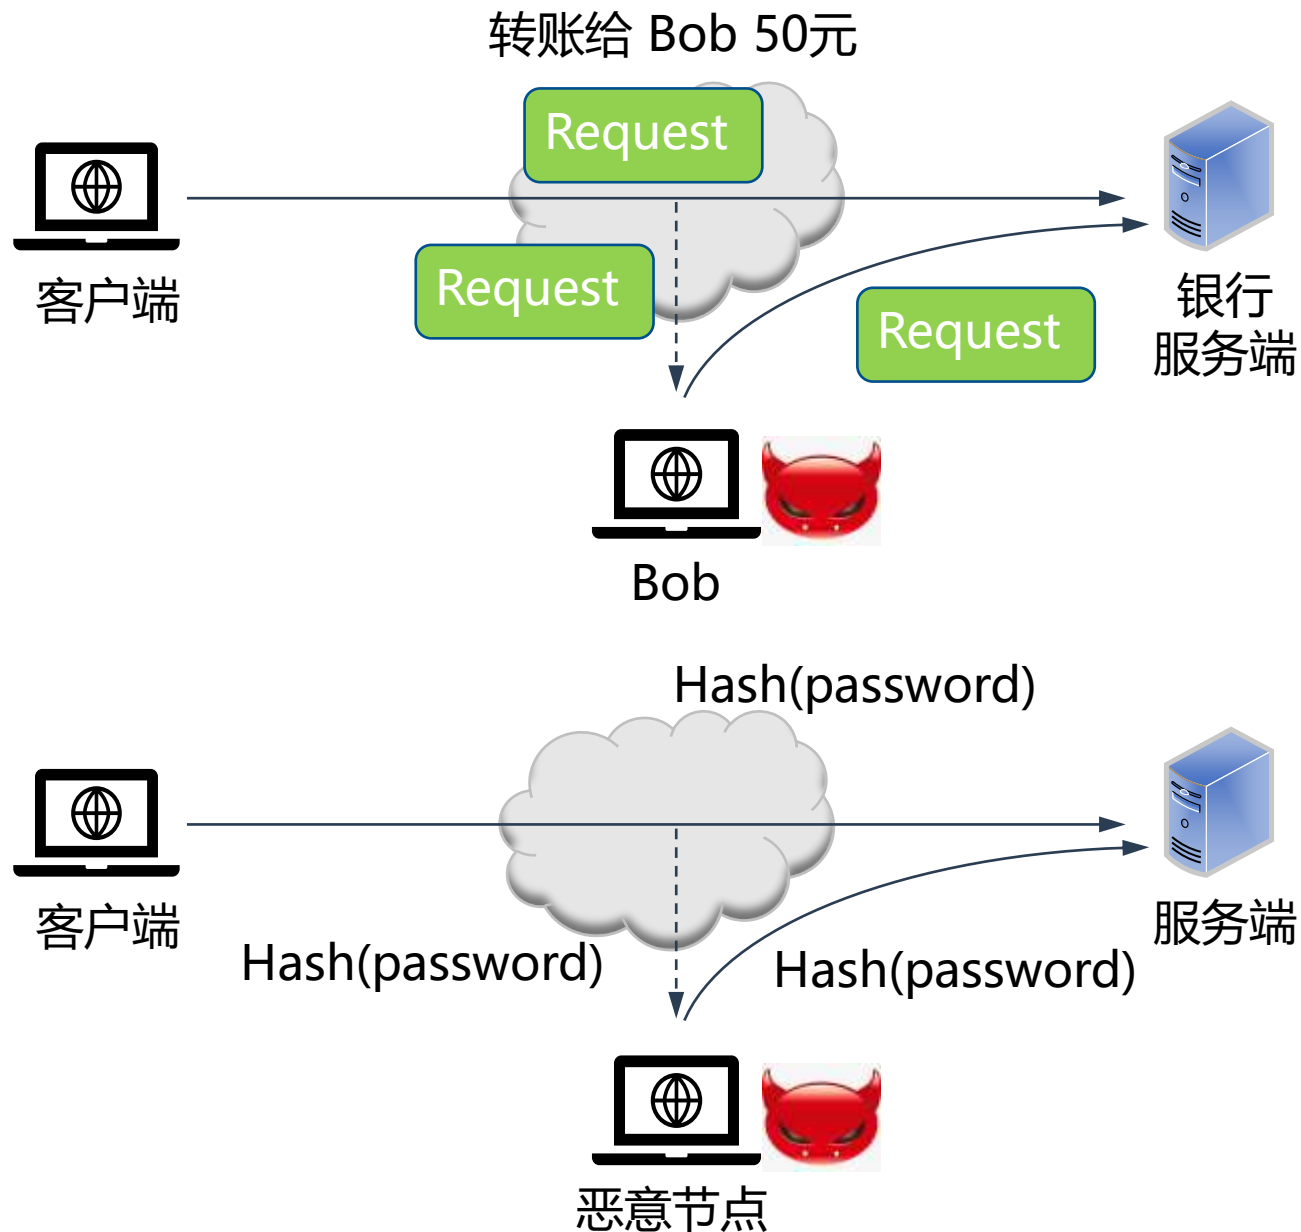 转账给 Bob 50元
Request
客户端
Request
银行
服务端
Request
Bob
Hash(password)
客户端
服务端
Hash(password)
Hash(password)
恶意节点